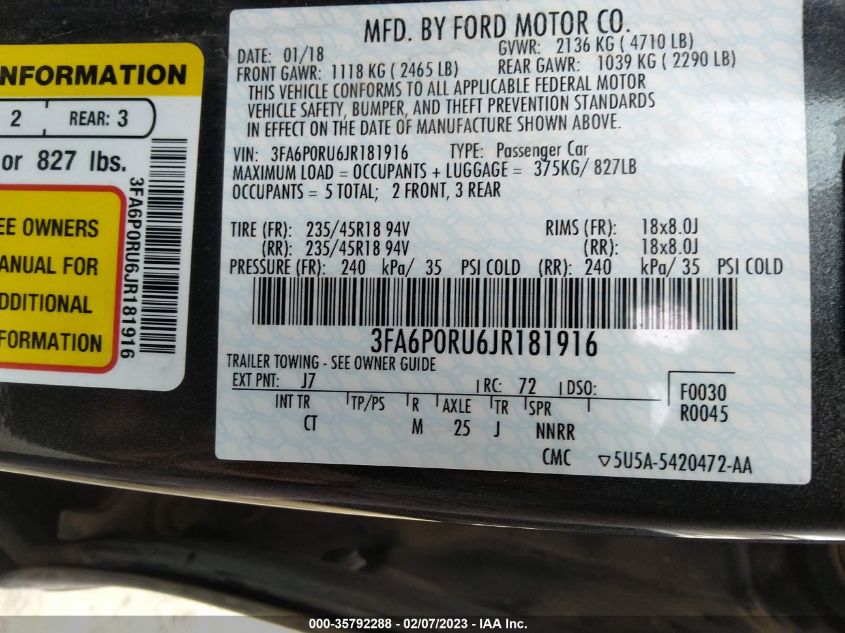 NFORMATION
2 REAR: 3
or 827 lbs.
EE OWNERS
ANUAL FOR
DDITIONAL
FORMATION
3FA6P0RU6JR181916
MFD. BY FORD MOTOR CO.
DATE: 01/18 GVWR: 2136 KG ( 4710 LB)
FRONT GAWR: 1118 KG ( 2465 LB) REAR GAWR: 1039 KG ( 2290 LB)
THIS VEHICLE CONFORMS TO ALL APPLICABLE FEDERAL MOTOR
VEHICLE SAFETY, BUMPER, AND THEFT PREVENTION STANDARDS
IN EFFECT ON THE DATE OF MANUFACTURE SHOWN ABOVE.
VIN: 3FA6P0RU6JR181916 TYPE: Passenger Car
MAXIMUM LOAD = OCCUPANTS + LUGGAGE = 375KG/ 827LB
OCCUPANTS = 5 TOTAL; 2 FRONT, 3 REAR
TIRE (FR): 235/45R18 94V RIMS (FR): 18x8.0J
(RR): 235/45R18 94V (RR): 18x8.0J
PRESSURE (FR): 240 kPa/ 35 PSI COLD (RR): 240 kPa/ 35 PSI COLD
3FA6P0RU6JR181916
TRAILER TOWING - SEE OWNER GUIDE
EXT PNT: J7 RC: 72 DSO: F0030
INT TR TP/PS R AXLE TR SPR R0045
CT M 25 J NNRR
CMC ▽5U5A-5420472-AA
000-35792288 - 02/07/2023 - IAA Inc.